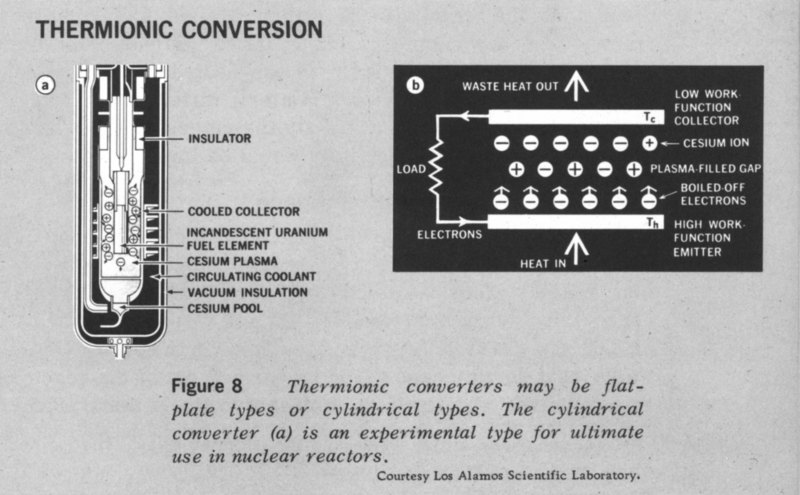 THERMIONIC CONVERSION
a
INSULATOR
COOLED COLLECTOR
INCANDESCENT URANIUM
FUEL ELEMENT
CESIUM PLASMA
CIRCULATING COOLANT
VACUUM INSULATION
CESIUM POOL
b
WASTE HEAT OUT
LOW WORK-
FUNCTION
COLLECTOR
Tc
CESIUM ION
LOAD
PLASMA-FILLED GAP
BOILED-OFF
ELECTRONS
ELECTRONS
Th
HIGH WORK-
FUNCTION
EMITTER
HEAT IN
Figure 8 Thermionic converters may be flat-
plate types or cylindrical types. The cylindrical
converter (a) is an experimental type for ultimate
use in nuclear reactors.
Courtesy Los Alamos Scientific Laboratory.